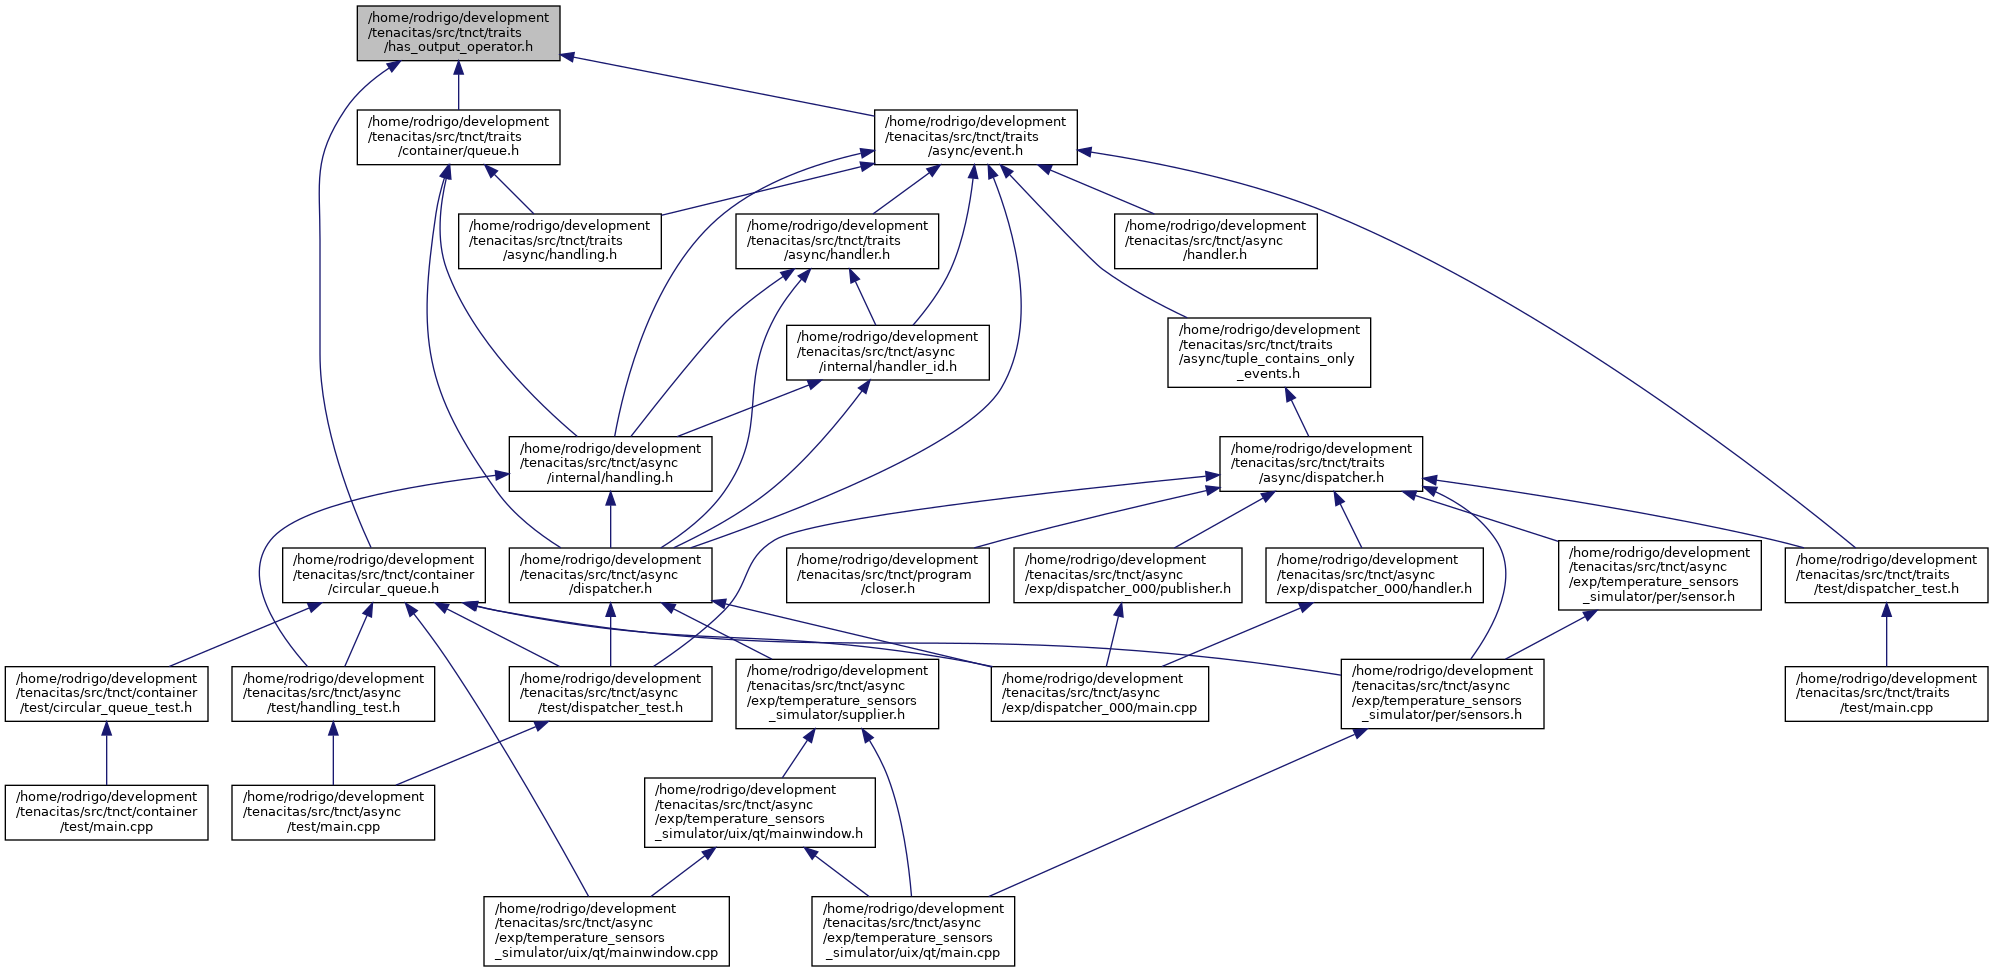 /home/rodrigo/development
/tenacitas/src/tnct/traits
/has_output_operator.h
/home/rodrigo/development
/tenacitas/src/tnct/traits
/container/queue.h
/home/rodrigo/development
/tenacitas/src/tnct/traits
/async/event.h
/home/rodrigo/development
/tenacitas/src/tnct/traits
/async/handling.h
/home/rodrigo/development
/tenacitas/src/tnct/traits
/async/handler.h
/home/rodrigo/development
/tenacitas/src/tnct/async
/handler.h
/home/rodrigo/development
/tenacitas/src/tnct/async
/internal/handler_id.h
/home/rodrigo/development
/tenacitas/src/tnct/traits
/async/tuple_contains_only
_events.h
/home/rodrigo/development
/tenacitas/src/tnct/async
/internal/handling.h
/home/rodrigo/development
/tenacitas/src/tnct/traits
/async/dispatcher.h
/home/rodrigo/development
/tenacitas/src/tnct/container
/circular_queue.h
/home/rodrigo/development
/tenacitas/src/tnct/async
/dispatcher.h
/home/rodrigo/development
/tenacitas/src/tnct/program
/closer.h
/home/rodrigo/development
/tenacitas/src/tnct/async
/exp/dispatcher_000/publisher.h
/home/rodrigo/development
/tenacitas/src/tnct/async
/exp/dispatcher_000/handler.h
/home/rodrigo/development
/tenacitas/src/tnct/async
/exp/temperature_sensors
_simulator/per/sensor.h
/home/rodrigo/development
/tenacitas/src/tnct/traits
/test/dispatcher_test.h
/home/rodrigo/development
/tenacitas/src/tnct/container
/test/circular_queue_test.h
/home/rodrigo/development
/tenacitas/src/tnct/async
/test/handling_test.h
/home/rodrigo/development
/tenacitas/src/tnct/async
/test/dispatcher_test.h
/home/rodrigo/development
/tenacitas/src/tnct/async
/exp/temperature_sensors
_simulator/supplier.h
/home/rodrigo/development
/tenacitas/src/tnct/async
/exp/dispatcher_000/main.cpp
/home/rodrigo/development
/tenacitas/src/tnct/async
/exp/temperature_sensors
_simulator/per/sensors.h
/home/rodrigo/development
/tenacitas/src/tnct/traits
/test/main.cpp
/home/rodrigo/development
/tenacitas/src/tnct/container
/test/main.cpp
/home/rodrigo/development
/tenacitas/src/tnct/async
/test/main.cpp
/home/rodrigo/development
/tenacitas/src/tnct/async
/exp/temperature_sensors
_simulator/uix/qt/mainwindow.h
/home/rodrigo/development
/tenacitas/src/tnct/async
/exp/temperature_sensors
_simulator/uix/qt/mainwindow.cpp
/home/rodrigo/development
/tenacitas/src/tnct/async
/exp/temperature_sensors
_simulator/uix/qt/main.cpp